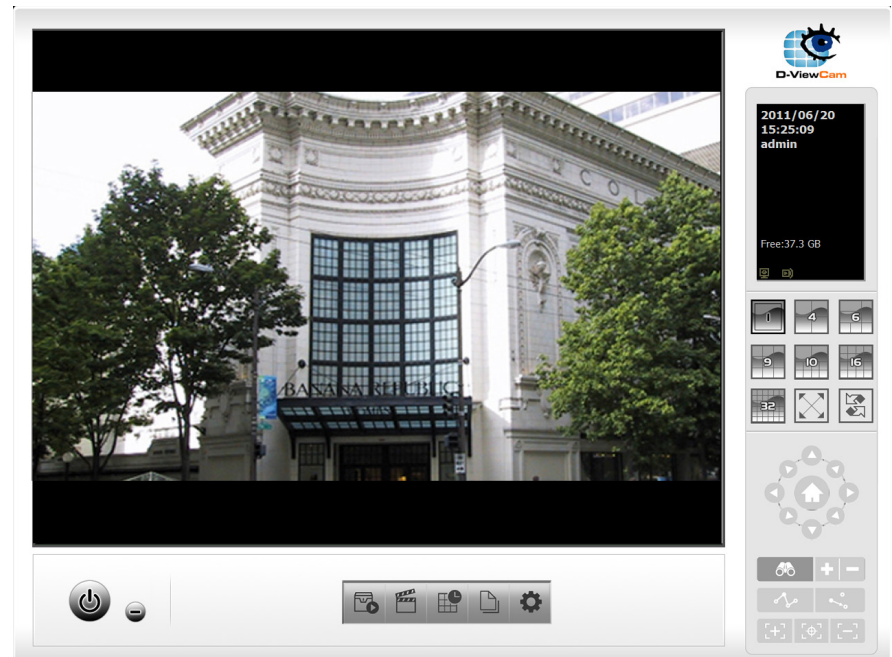 D-ViewCam
2011/06/20
15:25:09
admin
Free:37.3 GB
1 4 6
9 10 16
32
COL
BANANA REPUBLIC